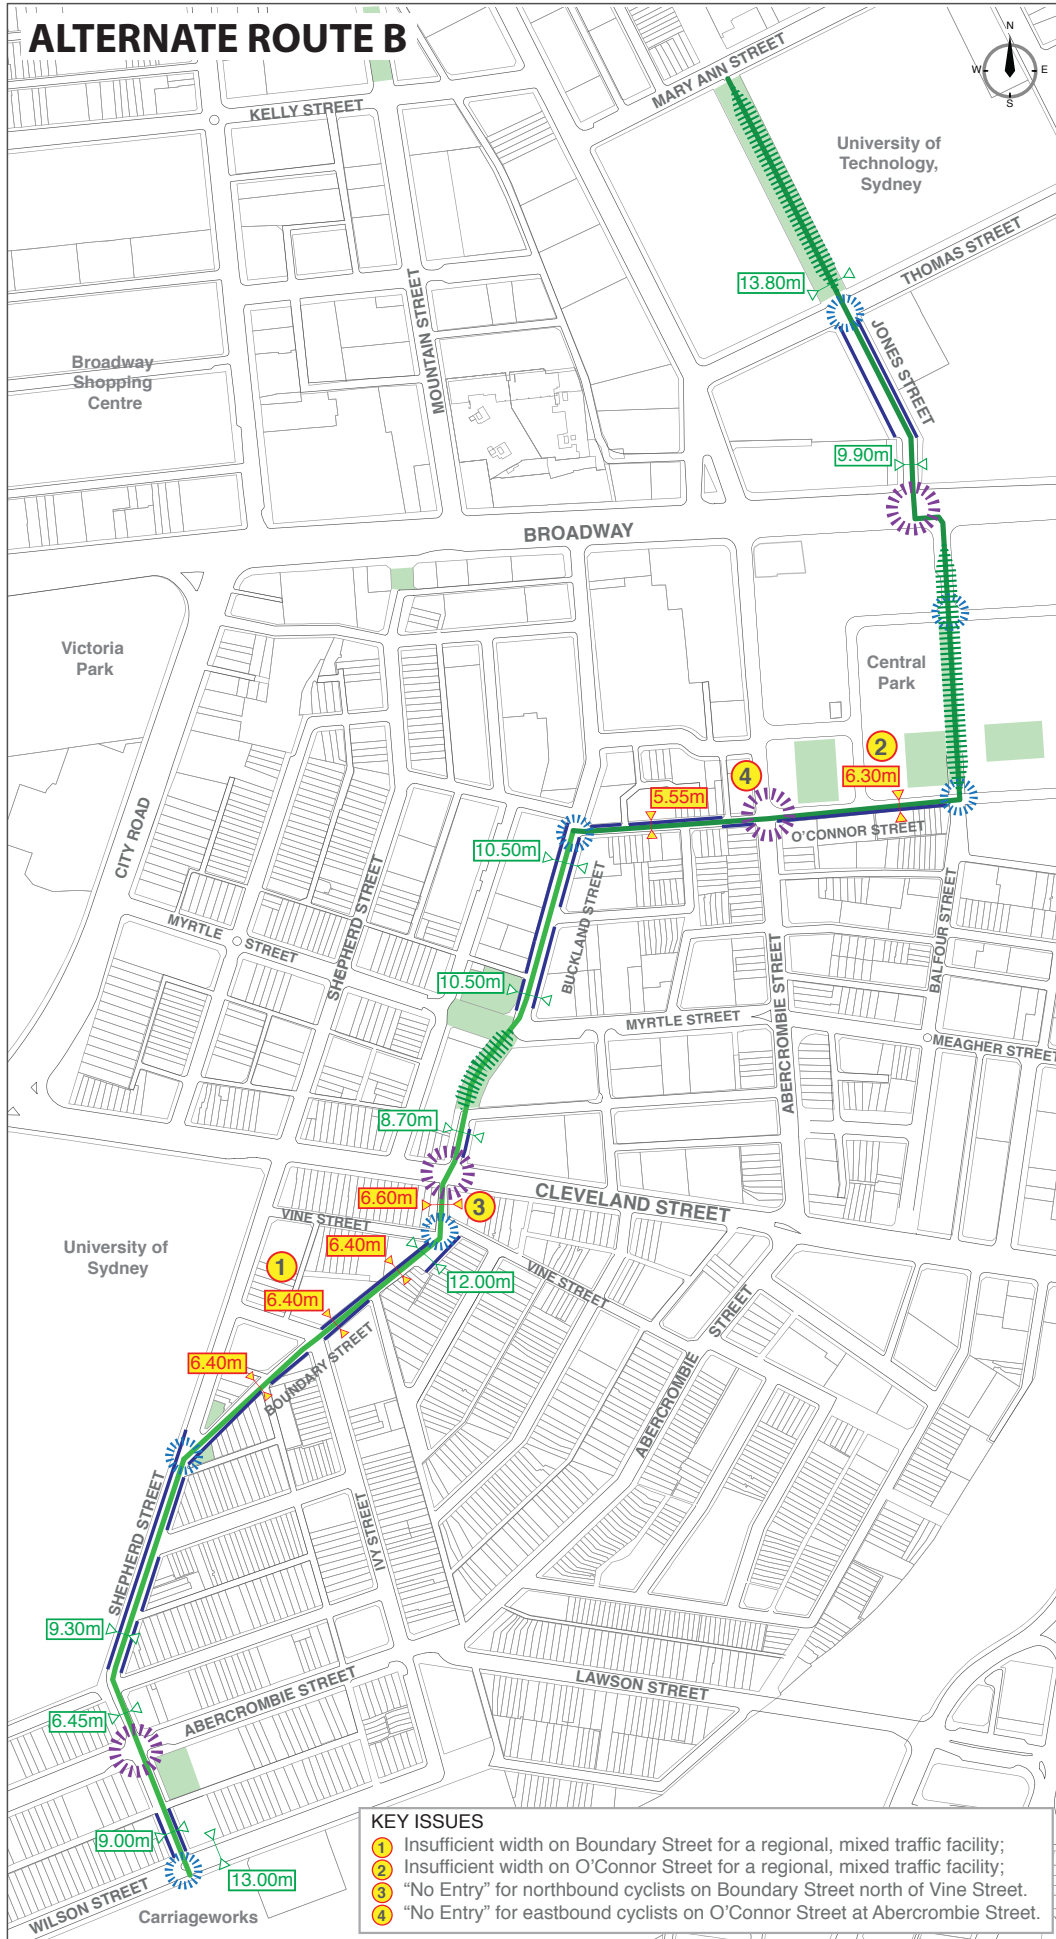 ALTERNATE ROUTE B
N
W
E
S
MARY ANN STREET
KELLY STREET
University of
Technology,
Sydney
THOMAS STREET
13.80m
MOUNTAIN STREET
JONES STREET
Broadway
Shopping
Centre
9.90m
BROADWAY
Victoria
Park
Central
Park
2
6.30m
4
5.55m
O'CONNOR STREET
CITY ROAD
10.50m
BUCKLAND STREET
SHEPHERD STREET
BALFOUR STREET
MYRTLE STREET
ABERCROMBIE STREET
10.50m
MYRTLE STREET
MEAGHER STREET
8.70m
CLEVELAND STREET
6.60m
3
VINE STREET
University of
Sydney
6.40m
1
12.00m
VINE STREET
6.40m
BOUNDARY STREET
6.40m
ABERCROMBIE STREET
SHEPHERD STREET
IVY STREET
9.30m
LAWSON STREET
ABERCROMBIE STREET
6.45m
9.00m
13.00m
WILSON STREET
Carriageworks
KEY ISSUES
1 Insufficient width on Boundary Street for a regional, mixed traffic facility;
2 Insufficient width on O'Connor Street for a regional, mixed traffic facility;
3 “No Entry” for northbound cyclists on Boundary Street north of Vine Street.
4 “No Entry” for eastbound cyclists on O'Connor Street at Abercrombie Street.